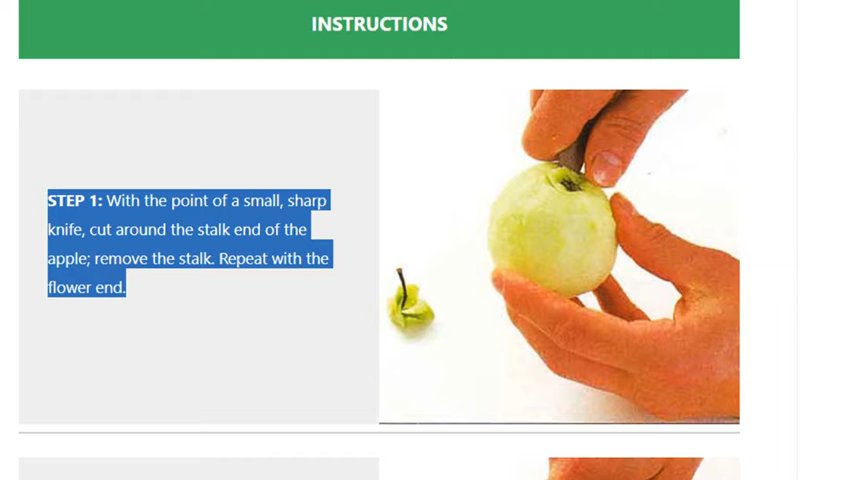 INSTRUCTIONS
STEP 1: With the point of a small, sharp
knife, cut around the stalk end of the
apple; remove the stalk. Repeat with the
flower end.